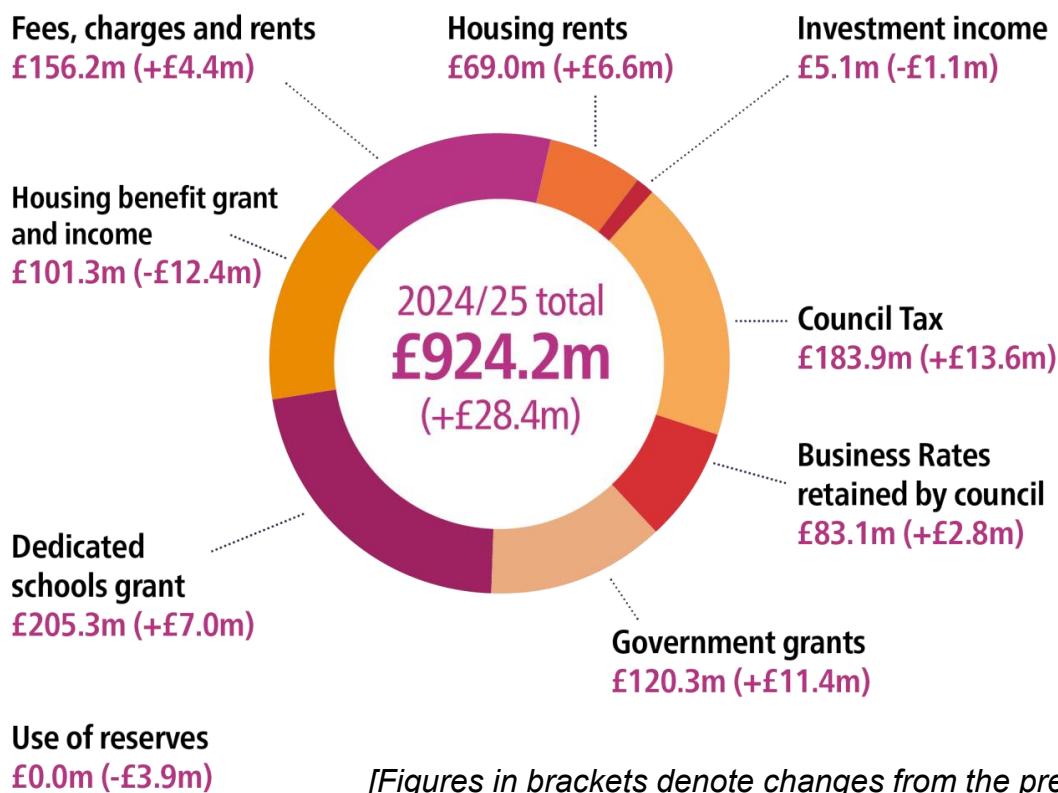 Fees, charges and rents
£156.2m (+£4.4m)
Housing rents
£69.0m (+£6.6m)
Investment income
£5.1m (-£1.1m)
Housing benefit grant
and income
£101.3m (-£12.4m)
2024/25 total
£924.2m
(+£28.4m)
Council Tax
£183.9m (+£13.6m)
Business Rates
retained by council
£83.1m (+£2.8m)
Dedicated
schools grant
£205.3m (+£7.0m)
Government grants
£120.3m (+£11.4m)
Use of reserves
£0.0m (-£3.9m)
[Figures in brackets denote changes from the pre